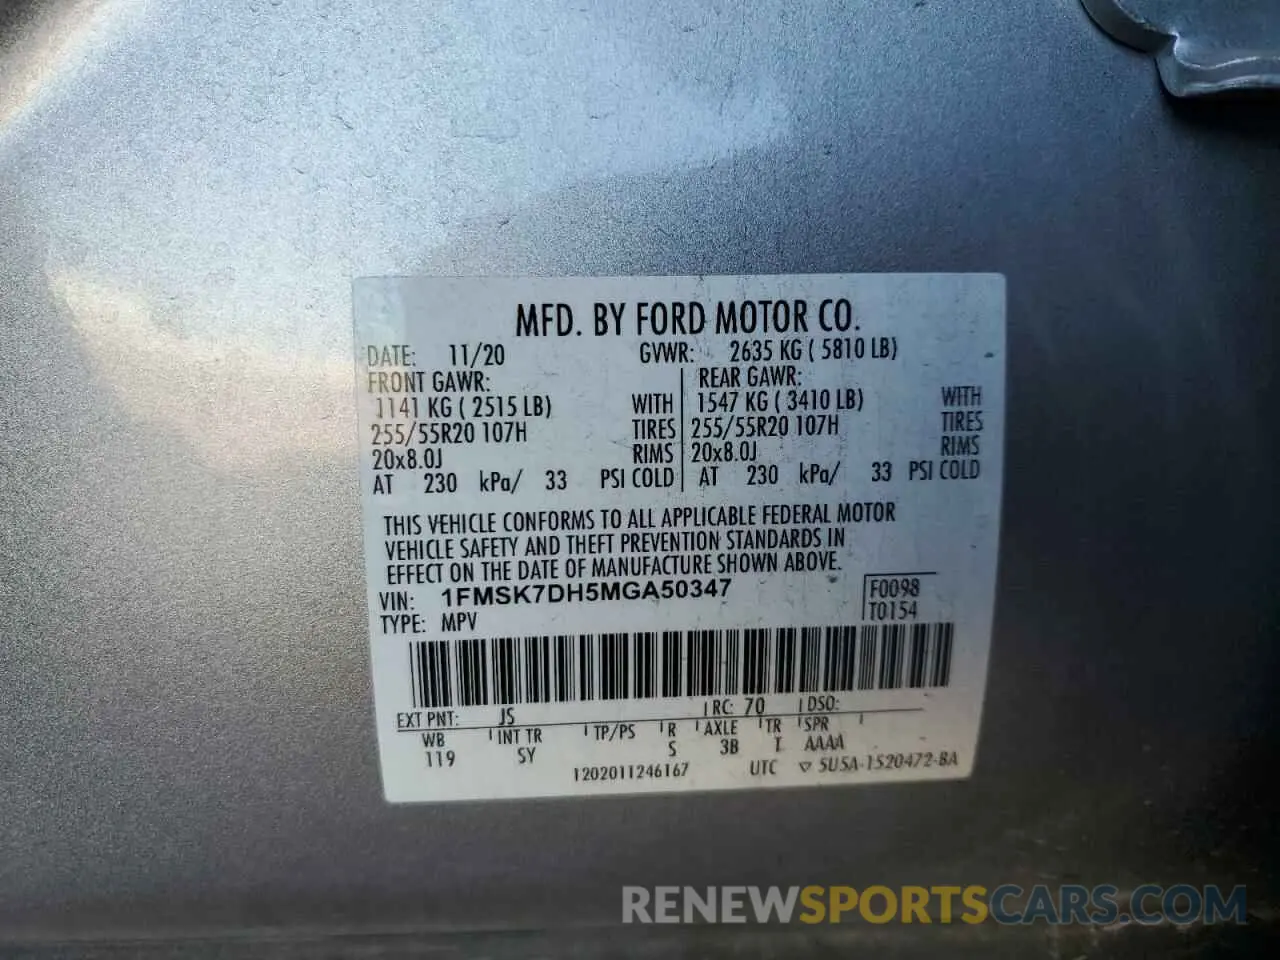 MFD. BY FORD MOTOR CO.
DATE: 11/20 GVWR: 2635 KG ( 5810 LB)
FRONT GAWR: REAR GAWR:
1141 KG ( 2515 LB) WITH 1547 KG ( 3410 LB) WITH
255/55R20 107H TIRES 255/55R20 107H TIRES
20x8.0J RIMS 20x8.0J RIMS
AT 230 kPa/ 33 PSI COLD AT 230 kPa/ 33 PSI COLD
THIS VEHICLE CONFORMS TO ALL APPLICABLE FEDERAL MOTOR
VEHICLE SAFETY AND THEFT PREVENTION STANDARDS IN
EFFECT ON THE DATE OF MANUFACTURE SHOWN ABOVE.
VIN: 1FMSK7DH5MGA50347 F0098
TYPE: MPV T0154
EXT PNT: JS RC: 70 DSO:
WB INT TR TP/PS R AXLE TR SPR
119 SY S 3B T AAAA
1202011246167 UTC ▽ 5U5A-1520472-BA
RENEWSPORTSCARS.COM